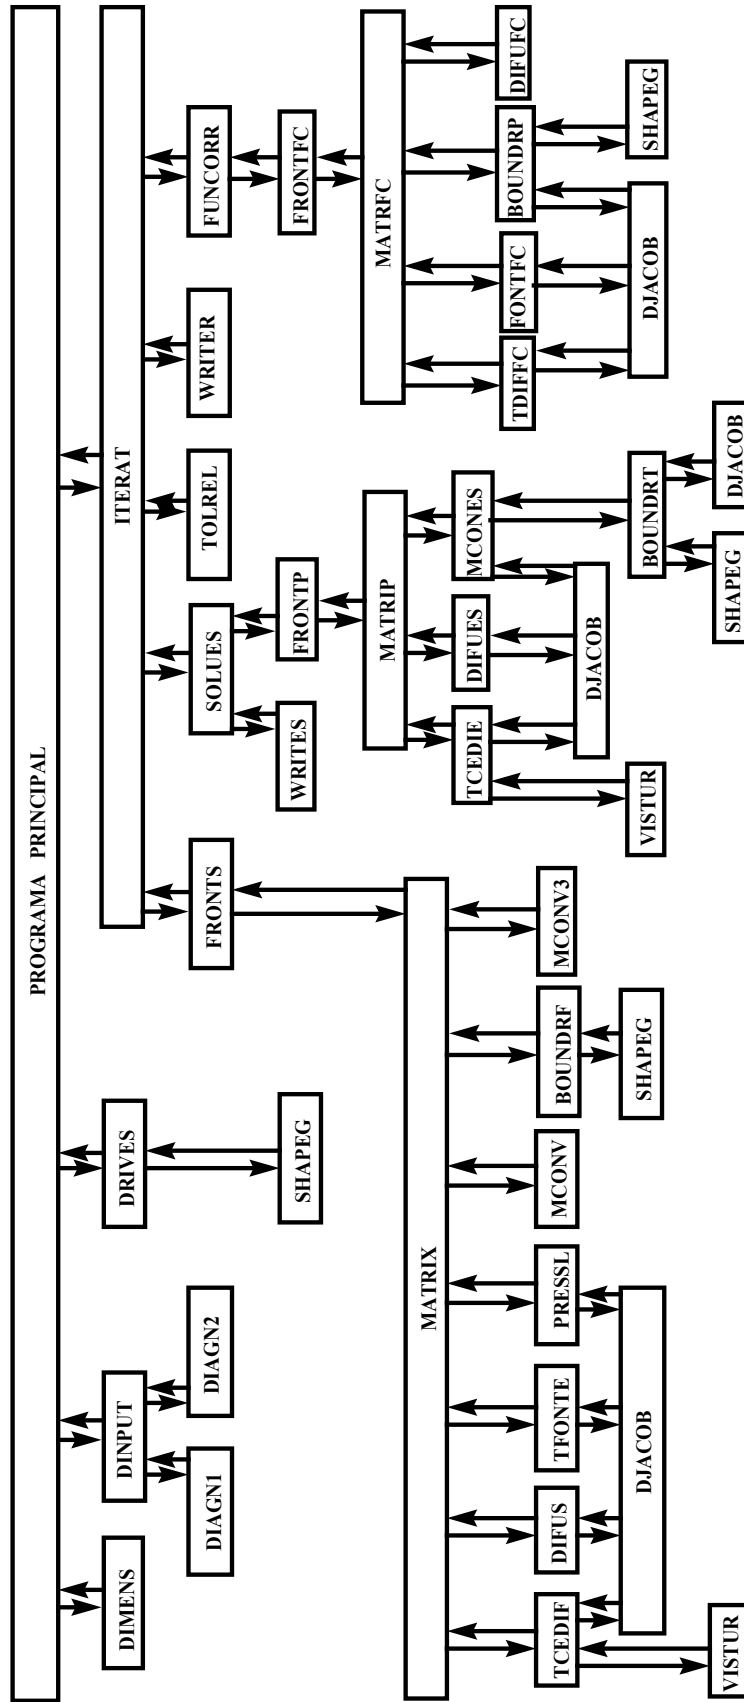 PROGRAMA PRINCIPAL
DIMENS
DINPUT
DRIVES
ITERAT
DIAGN1
DIAGN2
FRONTS
SOLUES
TOLREL
WRITER
FUNCORR
SHAPEG
WRITES
FRONTP
FRONTFC
MATRIX
MATRIP
MATRFC
TCEDIF
DIFUS
TFONTE
PRESSL
MCONV
BOUNDRF
MCONV3
TCEDIE
DIFUES
MCONES
TDIFFC
FONTFC
BOUNDRP
DIFUFC
DJACOB
SHAPEG
VISTUR
DJACOB
BOUNDRT
DJACOB
SHAPEG
VISTUR
SHAPEG
DJACOB